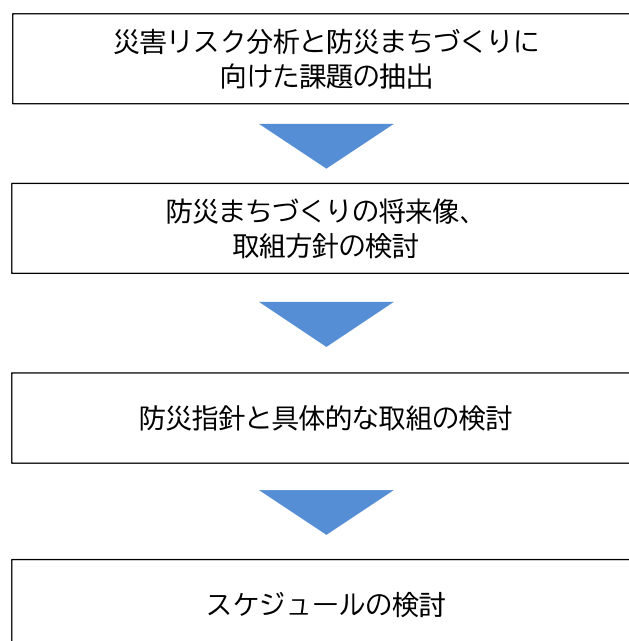 災害リスク分析と防災まちづくりに
向けた課題の抽出
防災まちづくりの将来像、
取組方針の検討
防災指針と具体的な取組の検討
スケジュールの検討